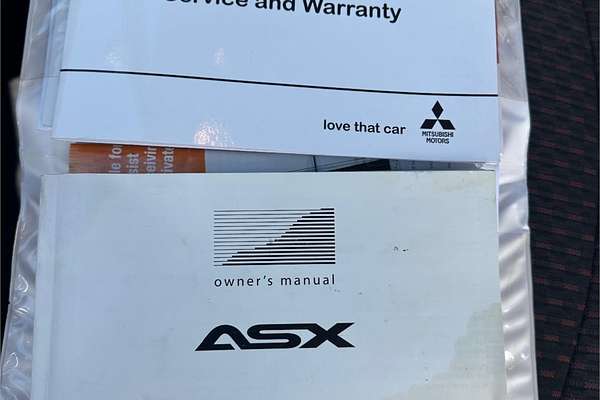 Service and Warranty
love that car
MITSUBISHI
MOTORS
owner's manual
ASX